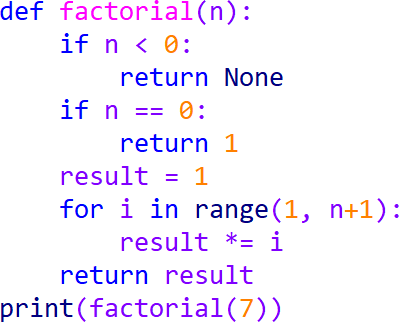 def factorial(n):
    if n < 0:
        return None
    if n == 0:
        return 1
    result = 1
    for i in range(1, n+1):
        result *= i
    return result
print(factorial(7))